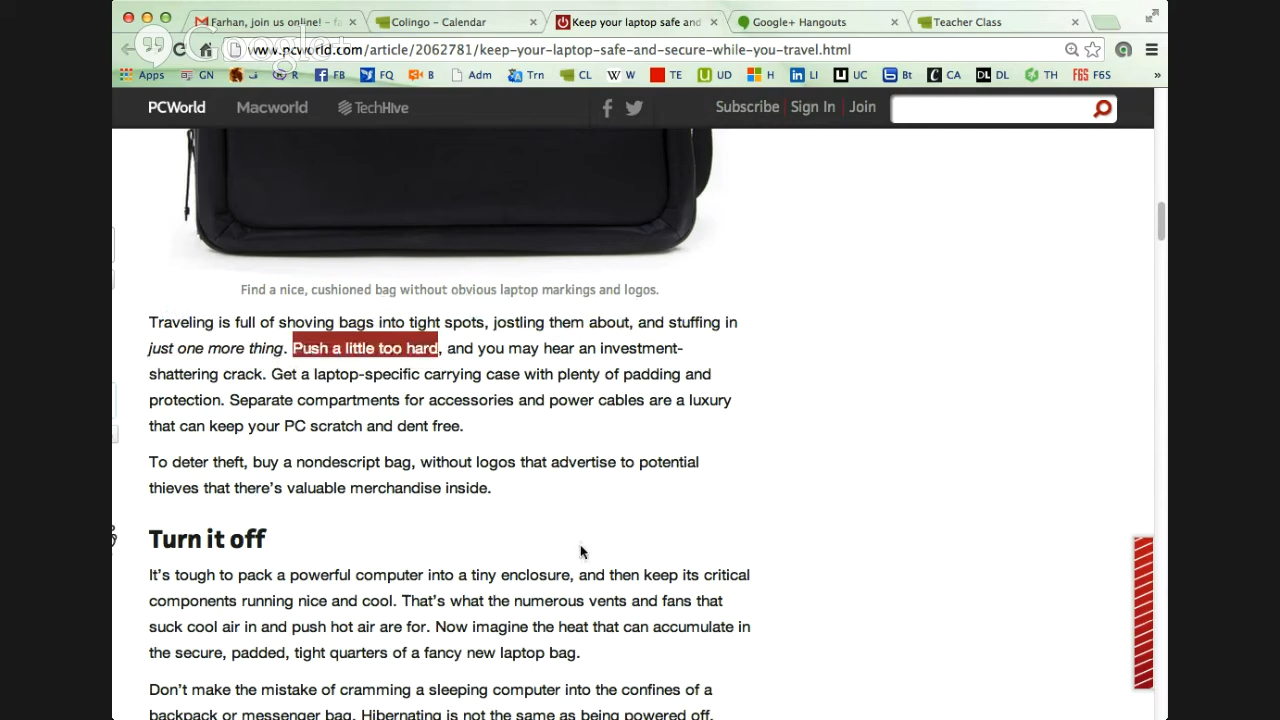 Farhan, join us online! – fa
Colingo - Calendar
Keep your laptop safe and
Google+ Hangouts
Teacher Class
Google+
www.pcworld.com/article/2062781/keep-your-laptop-safe-and-secure-while-you-travel.html
Apps GN G R FB FQ B Adm Trn CL W TE UD H LI UC Bt CA DL TH F6S »
PCWorld Macworld TechHive Subscribe Sign In Join
Find a nice, cushioned bag without obvious laptop markings and logos.
Traveling is full of shoving bags into tight spots, jostling them about, and stuffing in
just one more thing. Push a little too hard, and you may hear an investment-
shattering crack. Get a laptop-specific carrying case with plenty of padding and
protection. Separate compartments for accessories and power cables are a luxury
that can keep your PC scratch and dent free.
To deter theft, buy a nondescript bag, without logos that advertise to potential
thieves that there's valuable merchandise inside.
Turn it off
It's tough to pack a powerful computer into a tiny enclosure, and then keep its critical
components running nice and cool. That's what the numerous vents and fans that
suck cool air in and push hot air are for. Now imagine the heat that can accumulate in
the secure, padded, tight quarters of a fancy new laptop bag.
Don't make the mistake of cramming a sleeping computer into the confines of a
backpack or messenger bag. Hibernating is not the same as being powered off.